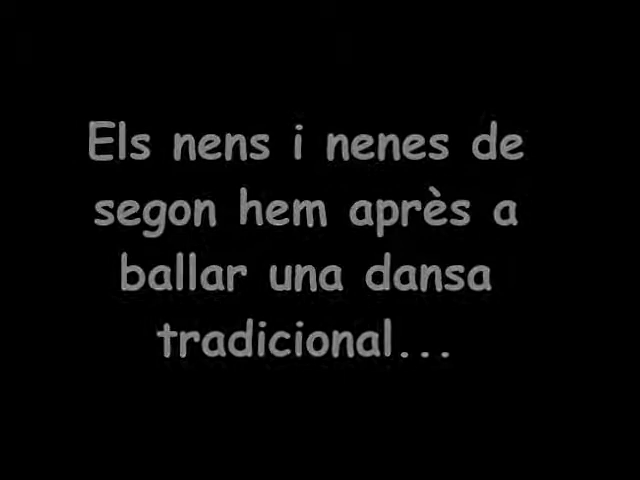 Els nens i nenes de
segon hem après a
ballar una dansa
tradicional...